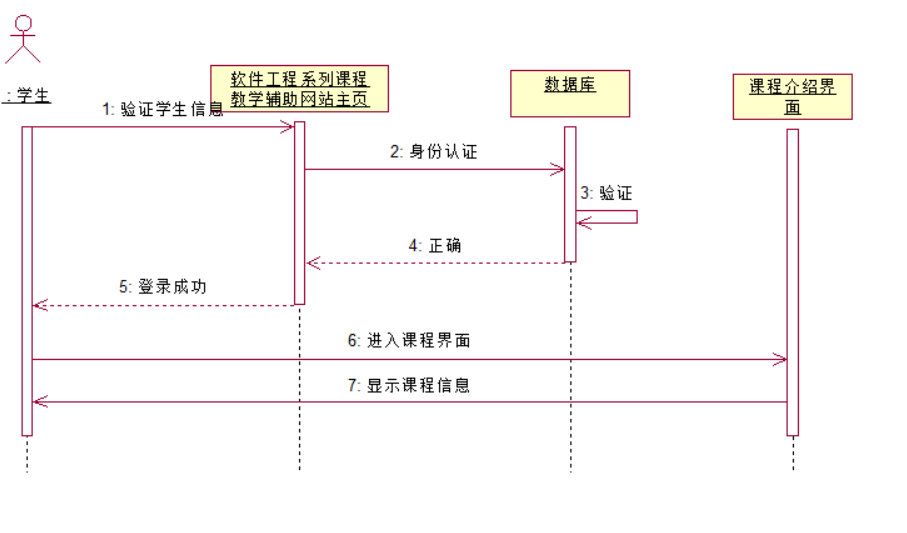 : 学生
软件工程系列课程
教学辅助网站主页
数据库
课程介绍界
面
1: 验证学生信息
2: 身份认证
3: 验证
4: 正确
5: 登录成功
6: 进入课程界面
7: 显示课程信息